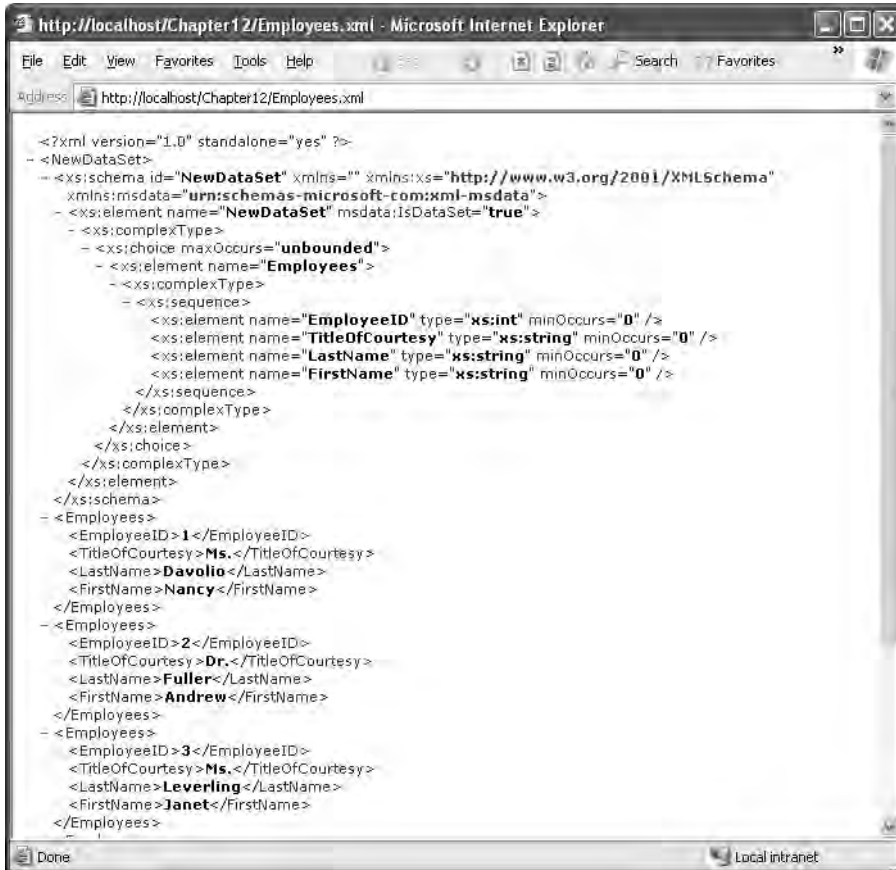 http://localhost/Chapter12/Employees.xml - Microsoft Internet Explorer
File Edit View Favorites Tools Help Search Favorites »
Address http://localhost/Chapter12/Employees.xml
<?xml version="1.0" standalone="yes" ?>
- <NewDataSet>
- <xs:schema id="NewDataSet" xmlns="" xmlns:xs="http://www.w3.org/2001/XMLSchema"
xmlns:msdata="urn:schemas-microsoft-com:xml-msdata">
- <xs:element name="NewDataSet" msdata:IsDataSet="true">
- <xs:complexType>
- <xs:choice maxOccurs="unbounded">
- <xs:element name="Employees">
- <xs:complexType>
- <xs:sequence>
<xs:element name="EmployeeID" type="xs:int" minOccurs="0" />
<xs:element name="TitleOfCourtesy" type="xs:string" minOccurs="0" />
<xs:element name="LastName" type="xs:string" minOccurs="0" />
<xs:element name="FirstName" type="xs:string" minOccurs="0" />
</xs:sequence>
</xs:complexType>
</xs:element>
</xs:choice>
</xs:complexType>
</xs:element>
</xs:schema>
- <Employees>
<EmployeeID>1</EmployeeID>
<TitleOfCourtesy>Ms.</TitleOfCourtesy>
<LastName>Davolio</LastName>
<FirstName>Nancy</FirstName>
</Employees>
- <Employees>
<EmployeeID>2</EmployeeID>
<TitleOfCourtesy>Dr.</TitleOfCourtesy>
<LastName>Fuller</LastName>
<FirstName>Andrew</FirstName>
</Employees>
- <Employees>
<EmployeeID>3</EmployeeID>
<TitleOfCourtesy>Ms.</TitleOfCourtesy>
<LastName>Leverling</LastName>
<FirstName>Janet</FirstName>
</Employees>
Done Local intranet